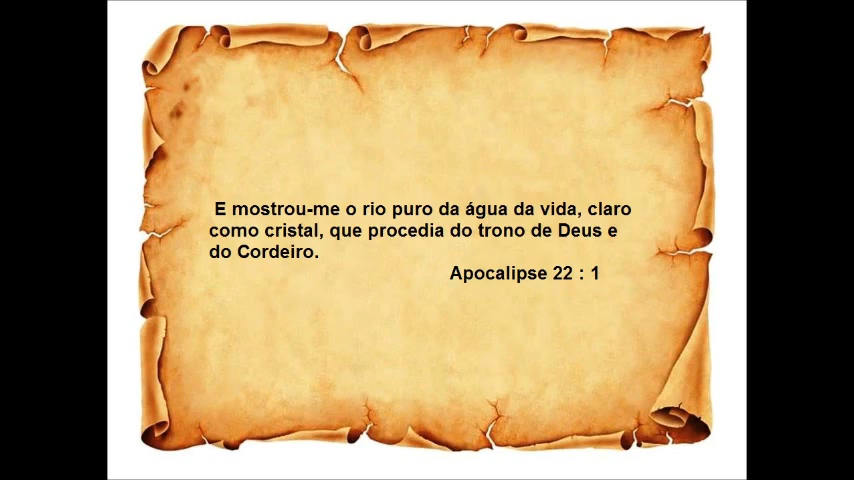 E mostrou-me o rio puro da água da vida, claro
como cristal, que procedia do trono de Deus e
do Cordeiro.
Apocalipse 22 : 1